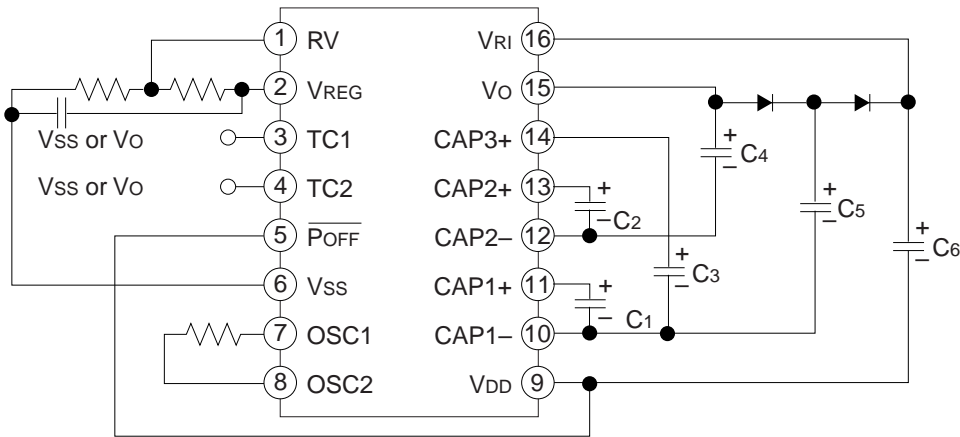 1 RV
2 VREG
3 TC1
Vss or Vo
4 TC2
Vss or Vo
5 POFF
6 Vss
7 OSC1
8 OSC2
VRI 16
Vo 15
CAP3+ 14
CAP2+ 13
CAP2– 12
CAP1+ 11
CAP1– 10
VDD 9
+
– C4
+
– C2
+
– C5
+
– C6
+
– C3
+
– C1